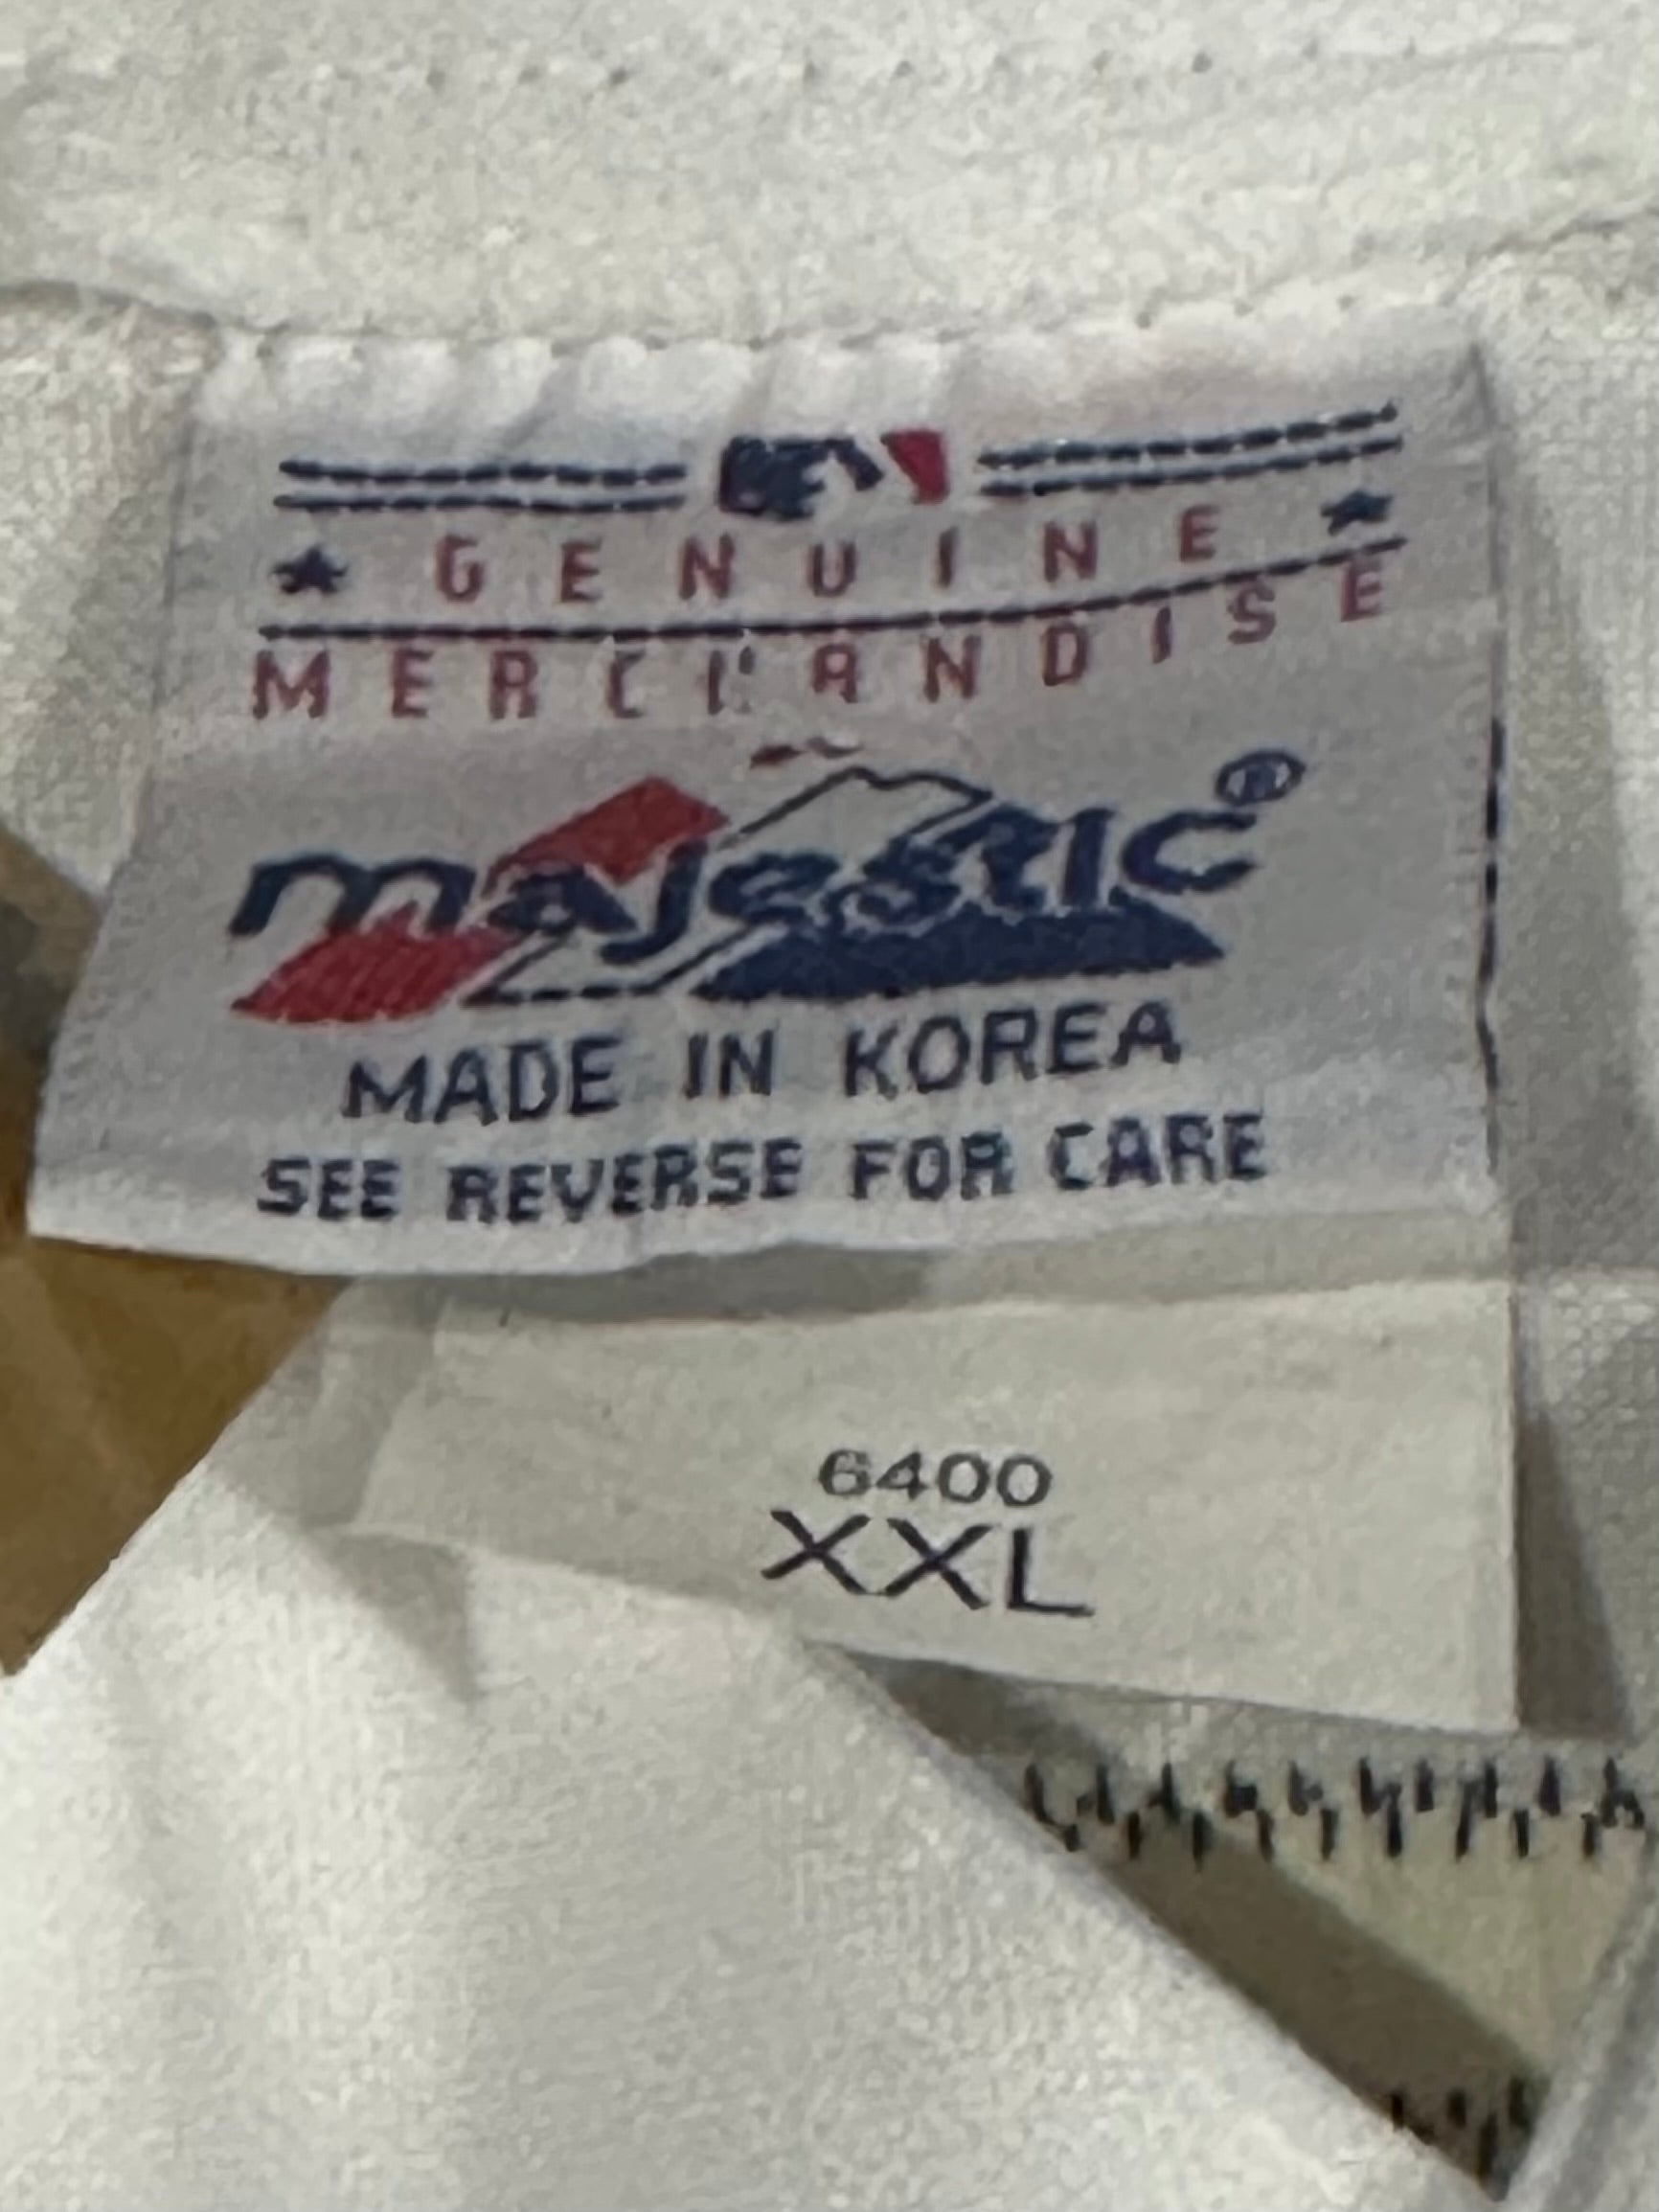 GENUINE
MERCHANDISE
majestic®
MADE IN KOREA
SEE REVERSE FOR CARE
6400
XXL